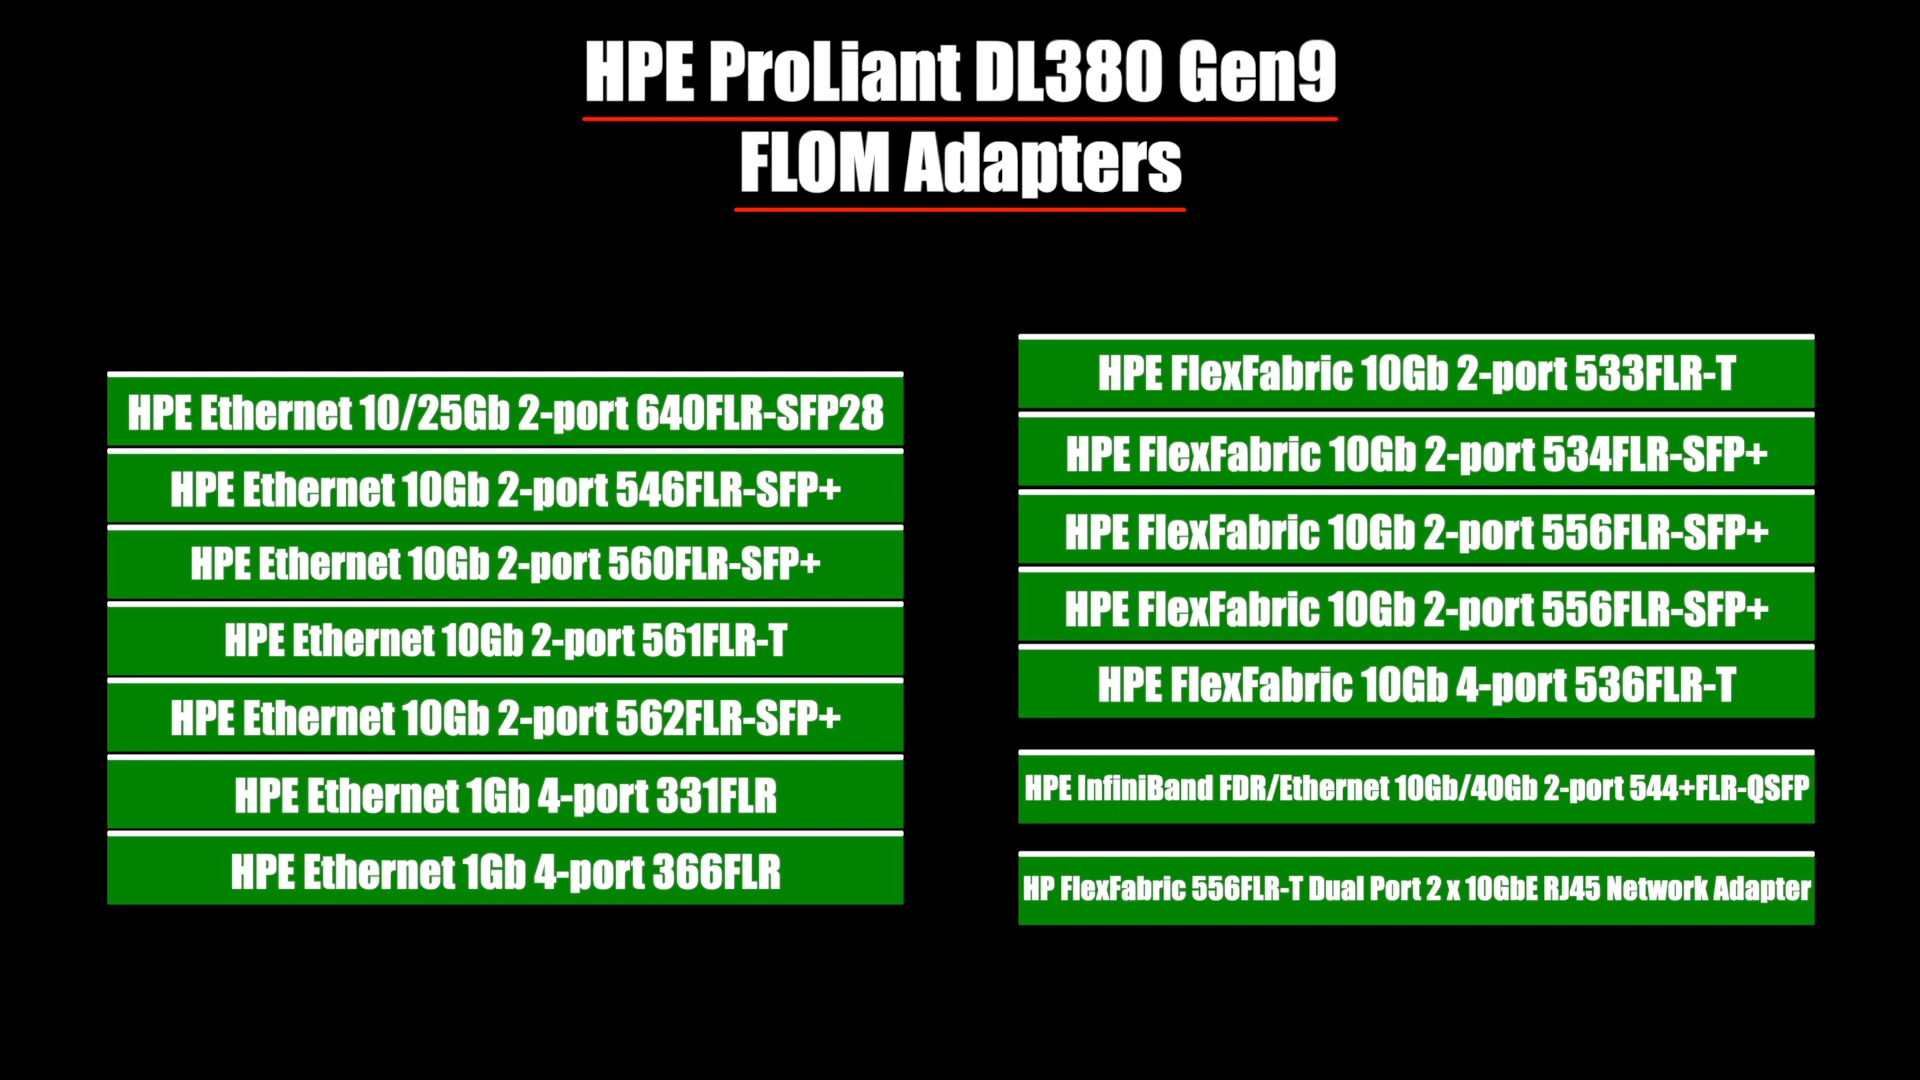 HPE ProLiant DL380 Gen9
FLOM Adapters
HPE Ethernet 10/25Gb 2-port 640FLR-SFP28
HPE Ethernet 10Gb 2-port 546FLR-SFP+
HPE Ethernet 10Gb 2-port 560FLR-SFP+
HPE Ethernet 10Gb 2-port 561FLR-T
HPE Ethernet 10Gb 2-port 562FLR-SFP+
HPE Ethernet 1Gb 4-port 331FLR
HPE Ethernet 1Gb 4-port 366FLR
HPE FlexFabric 10Gb 2-port 533FLR-T
HPE FlexFabric 10Gb 2-port 534FLR-SFP+
HPE FlexFabric 10Gb 2-port 556FLR-SFP+
HPE FlexFabric 10Gb 2-port 556FLR-SFP+
HPE FlexFabric 10Gb 4-port 536FLR-T
HPE InfiniBand FDR/Ethernet 10Gb/40Gb 2-port 544+FLR-QSFP
HP FlexFabric 556FLR-T Dual Port 2 x 10GbE RJ45 Network Adapter